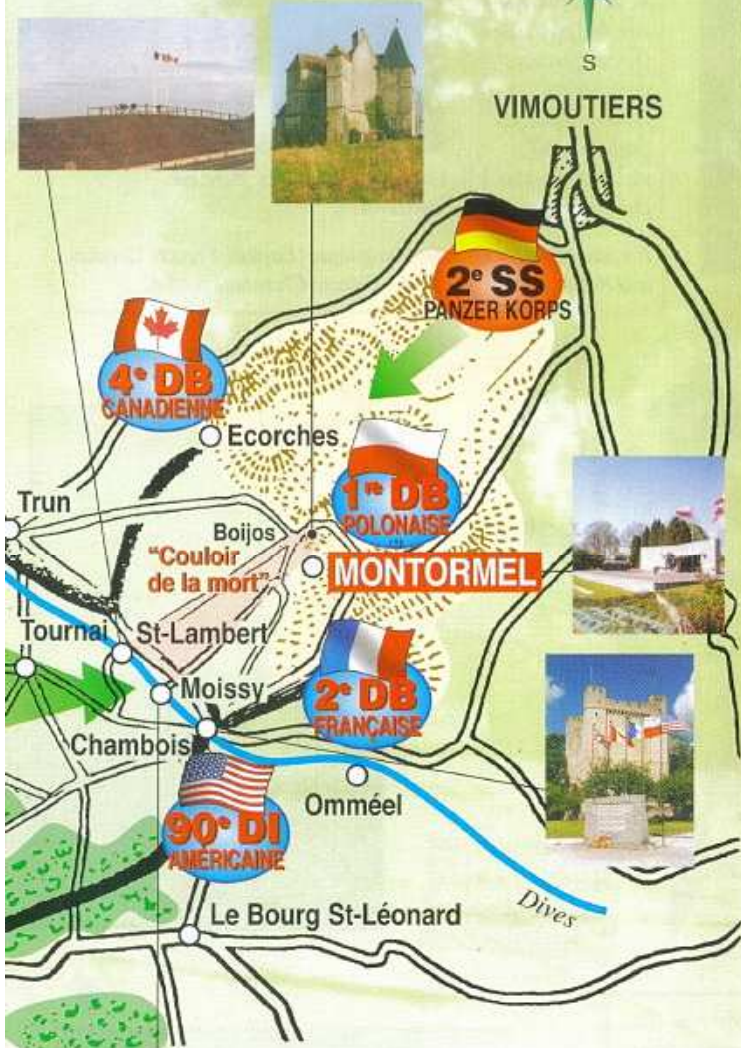 S
VIMOUTIERS
2e SS
PANZER KORPS
4e DB
CANADIENNE
Ecorches
1re DB
POLONAISE
Trun
Boijos
"Couloir
de la mort"
MONTORMEL
Tournai
St-Lambert
Moissy
2e DB
FRANÇAISE
Chambois
Omméel
90e DI
AMÉRICAINE
Dives
Le Bourg St-Léonard